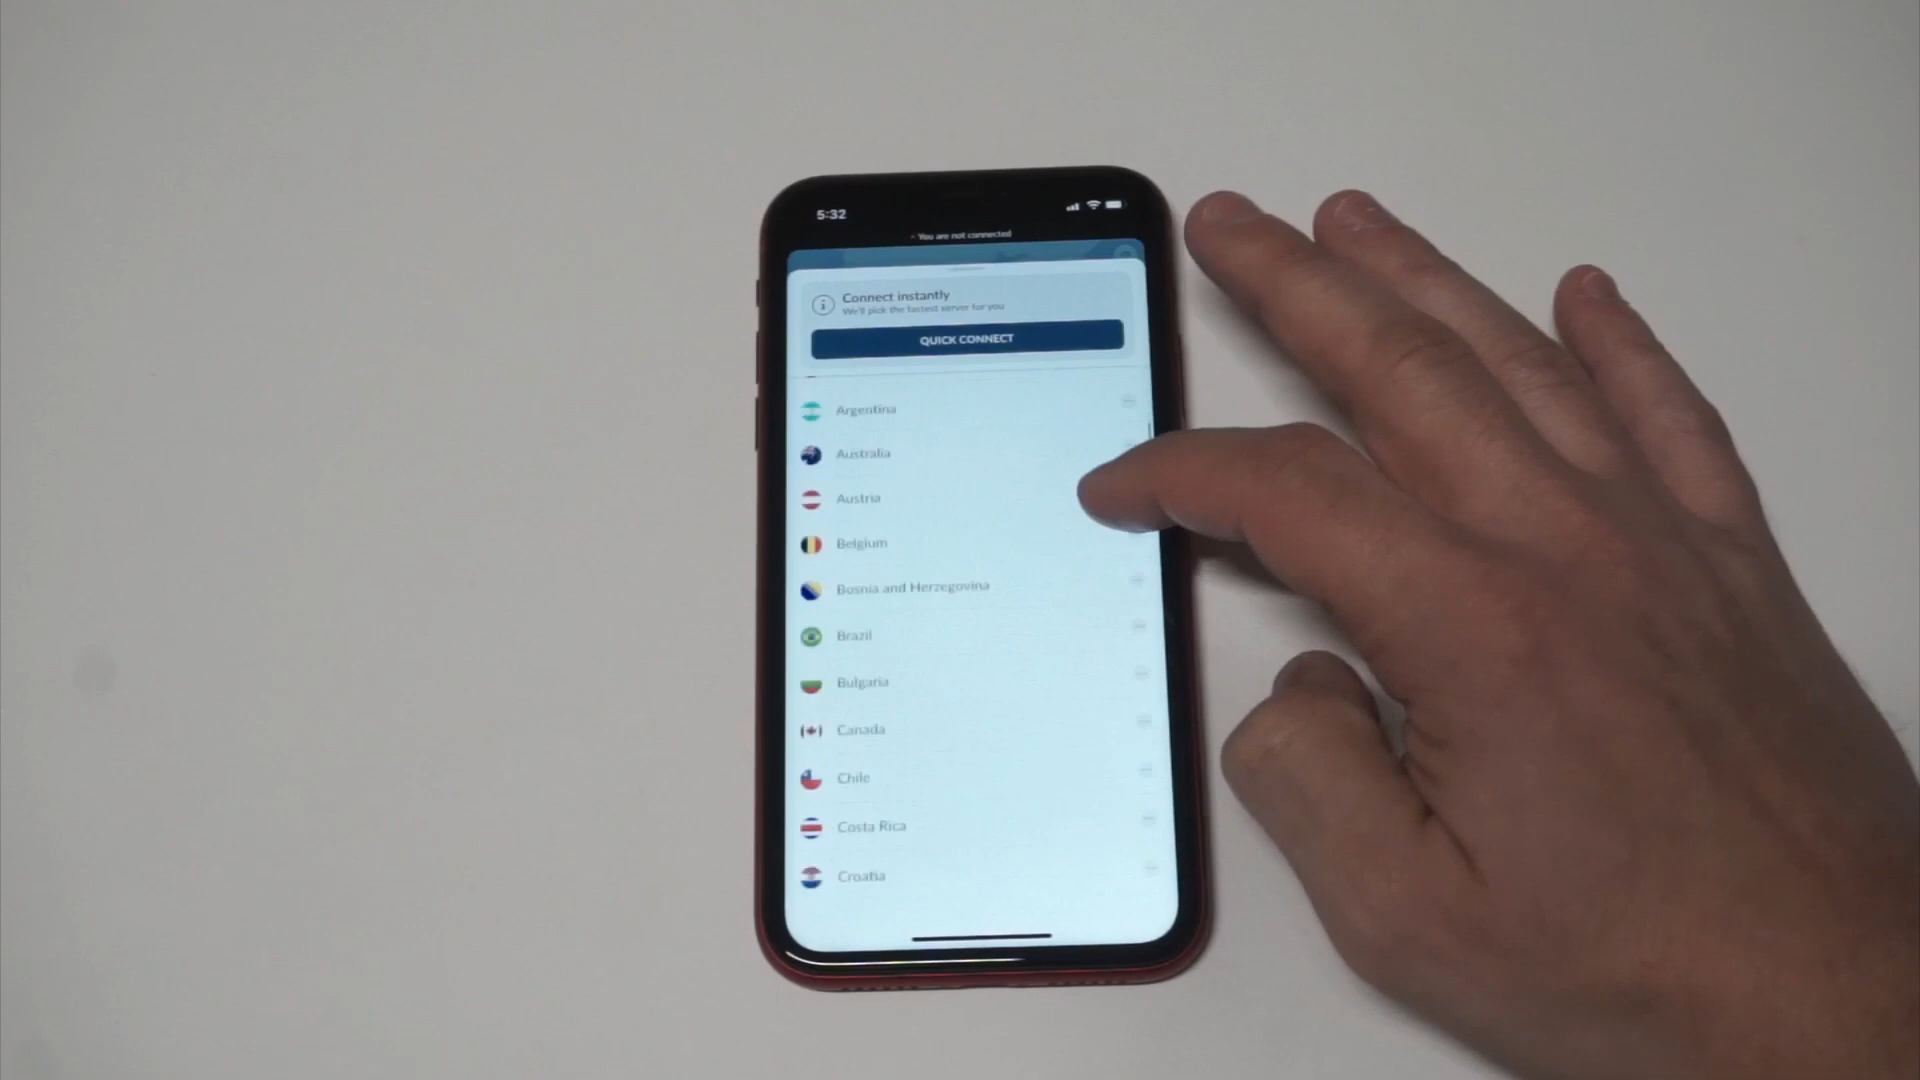 5:32
You are not connected
Connect instantly
We'll pick the fastest server for you
QUICK CONNECT
Argentina
Australia
Austria
Belgium
Bosnia and Herzegovina
Brazil
Bulgaria
Canada
Chile
Costa Rica
Croatia